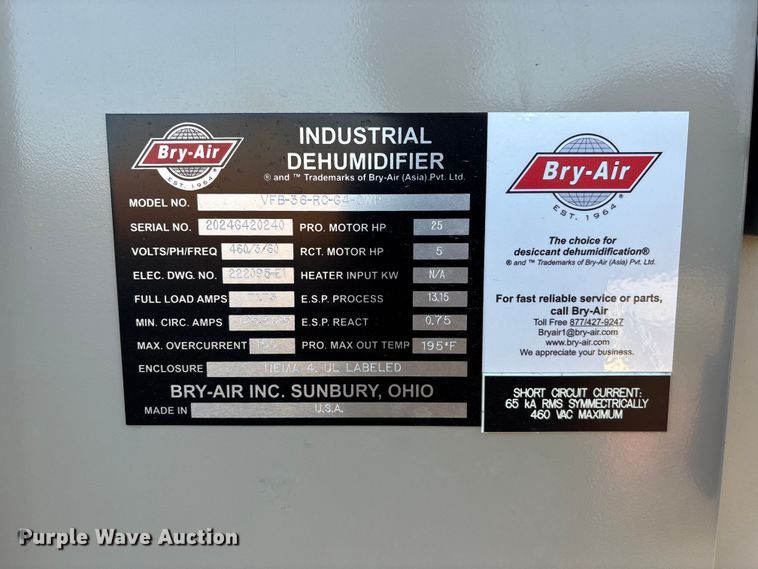 Bry-Air
EST. 1964
INDUSTRIAL
DEHUMIDIFIER
® and ™ Trademarks of Bry-Air (Asia) Pvt. Ltd.
MODEL NO. VFB-36-RC-G4-CWP
SERIAL NO. 2024G420240 PRO. MOTOR HP 25
VOLTS/PH/FREQ 460/3/60 RCT. MOTOR HP 5
ELEC. DWG. NO. 222095-E1 HEATER INPUT KW N/A
FULL LOAD AMPS E.S.P. PROCESS 13.15
MIN. CIRC. AMPS E.S.P. REACT 0.75
MAX. OVERCURRENT PRO. MAX OUT TEMP 195°F
ENCLOSURE 4, UL LABELED
BRY-AIR INC. SUNBURY, OHIO
MADE IN U.S.A.
Bry-Air
EST. 1964
The choice for
desiccant dehumidification®
® and ™ Trademarks of Bry-Air (Asia) Pvt. Ltd.
For fast reliable service or parts,
call Bry-Air
Toll Free 877/427-9247
Bryair1@bry-air.com
www.bry-air.com
We appreciate your business.
SHORT CIRCUIT CURRENT:
65 kA RMS SYMMECTRICALLY
460 VAC MAXIMUM
Purple Wave Auction